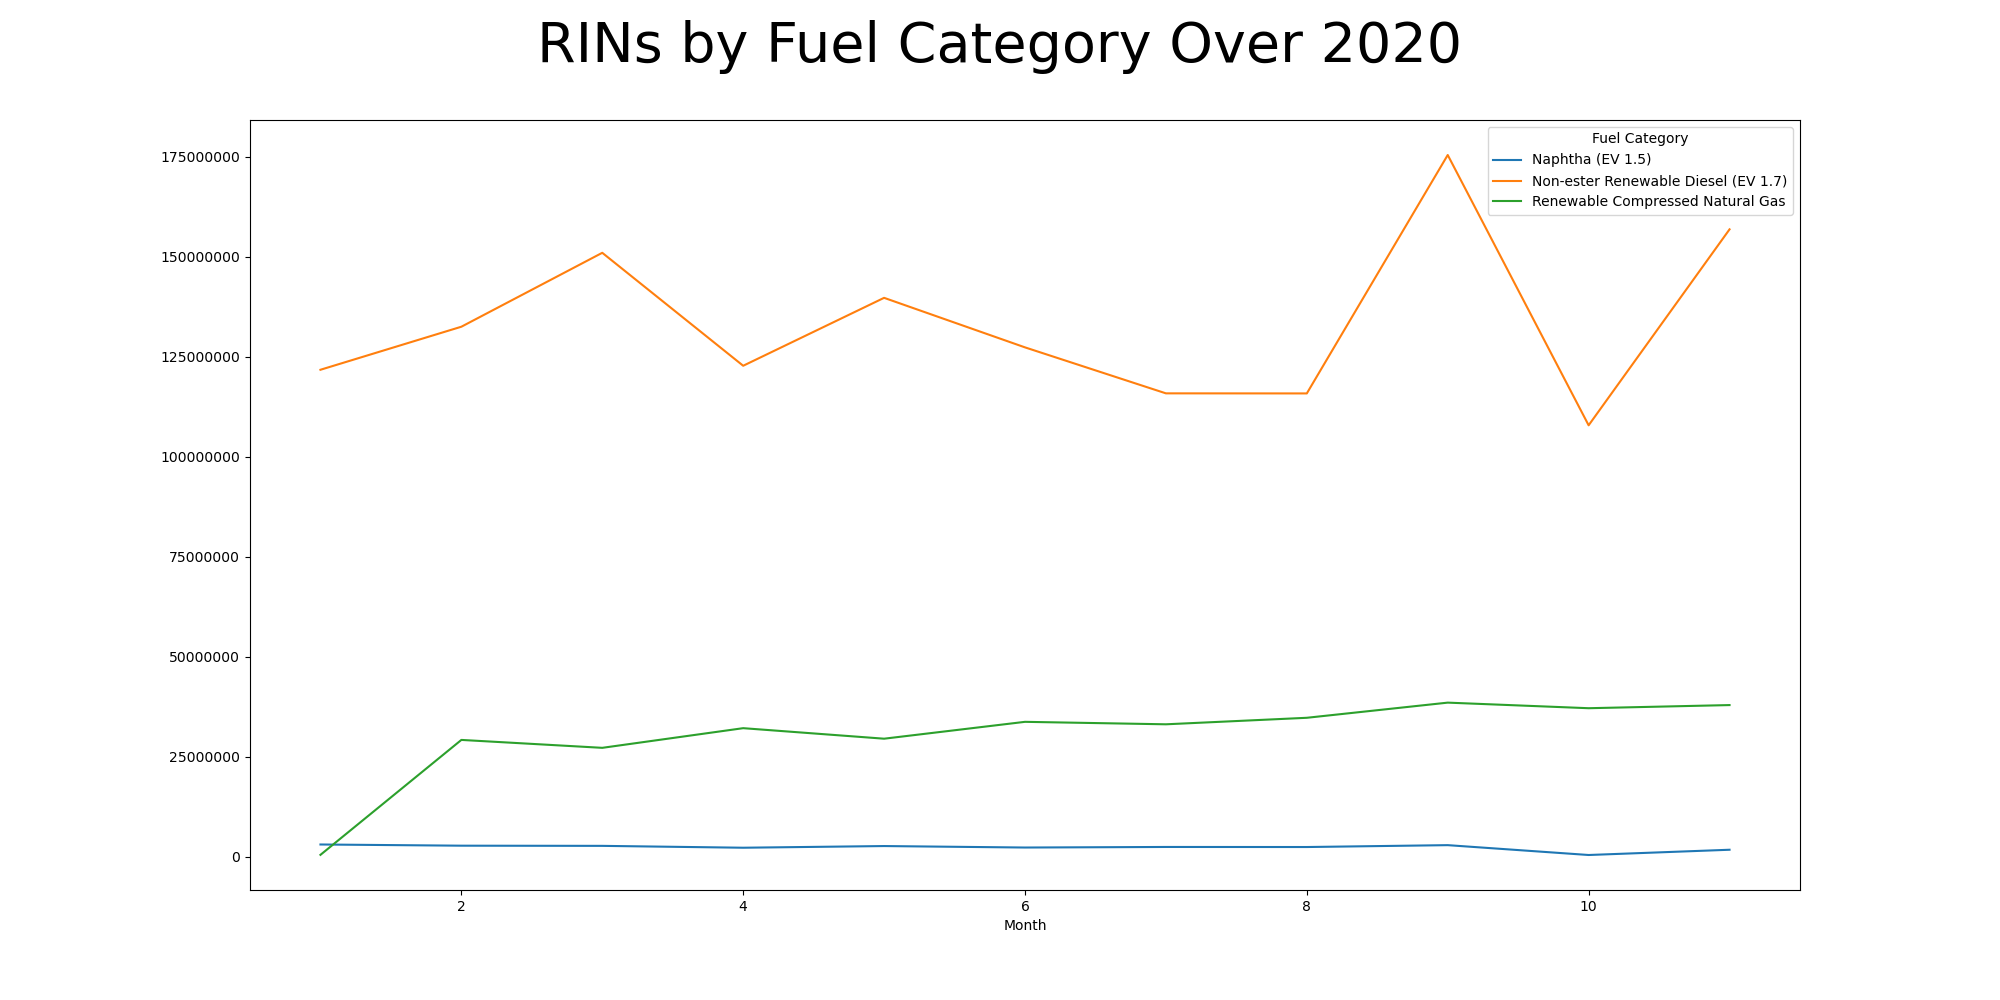 RINs by Fuel Category Over 2020
Fuel Category
Naphtha (EV 1.5)
Non-ester Renewable Diesel (EV 1.7)
Renewable Compressed Natural Gas
175000000
150000000
125000000
100000000
75000000
50000000
25000000
0
2 4 6 8 10
Month